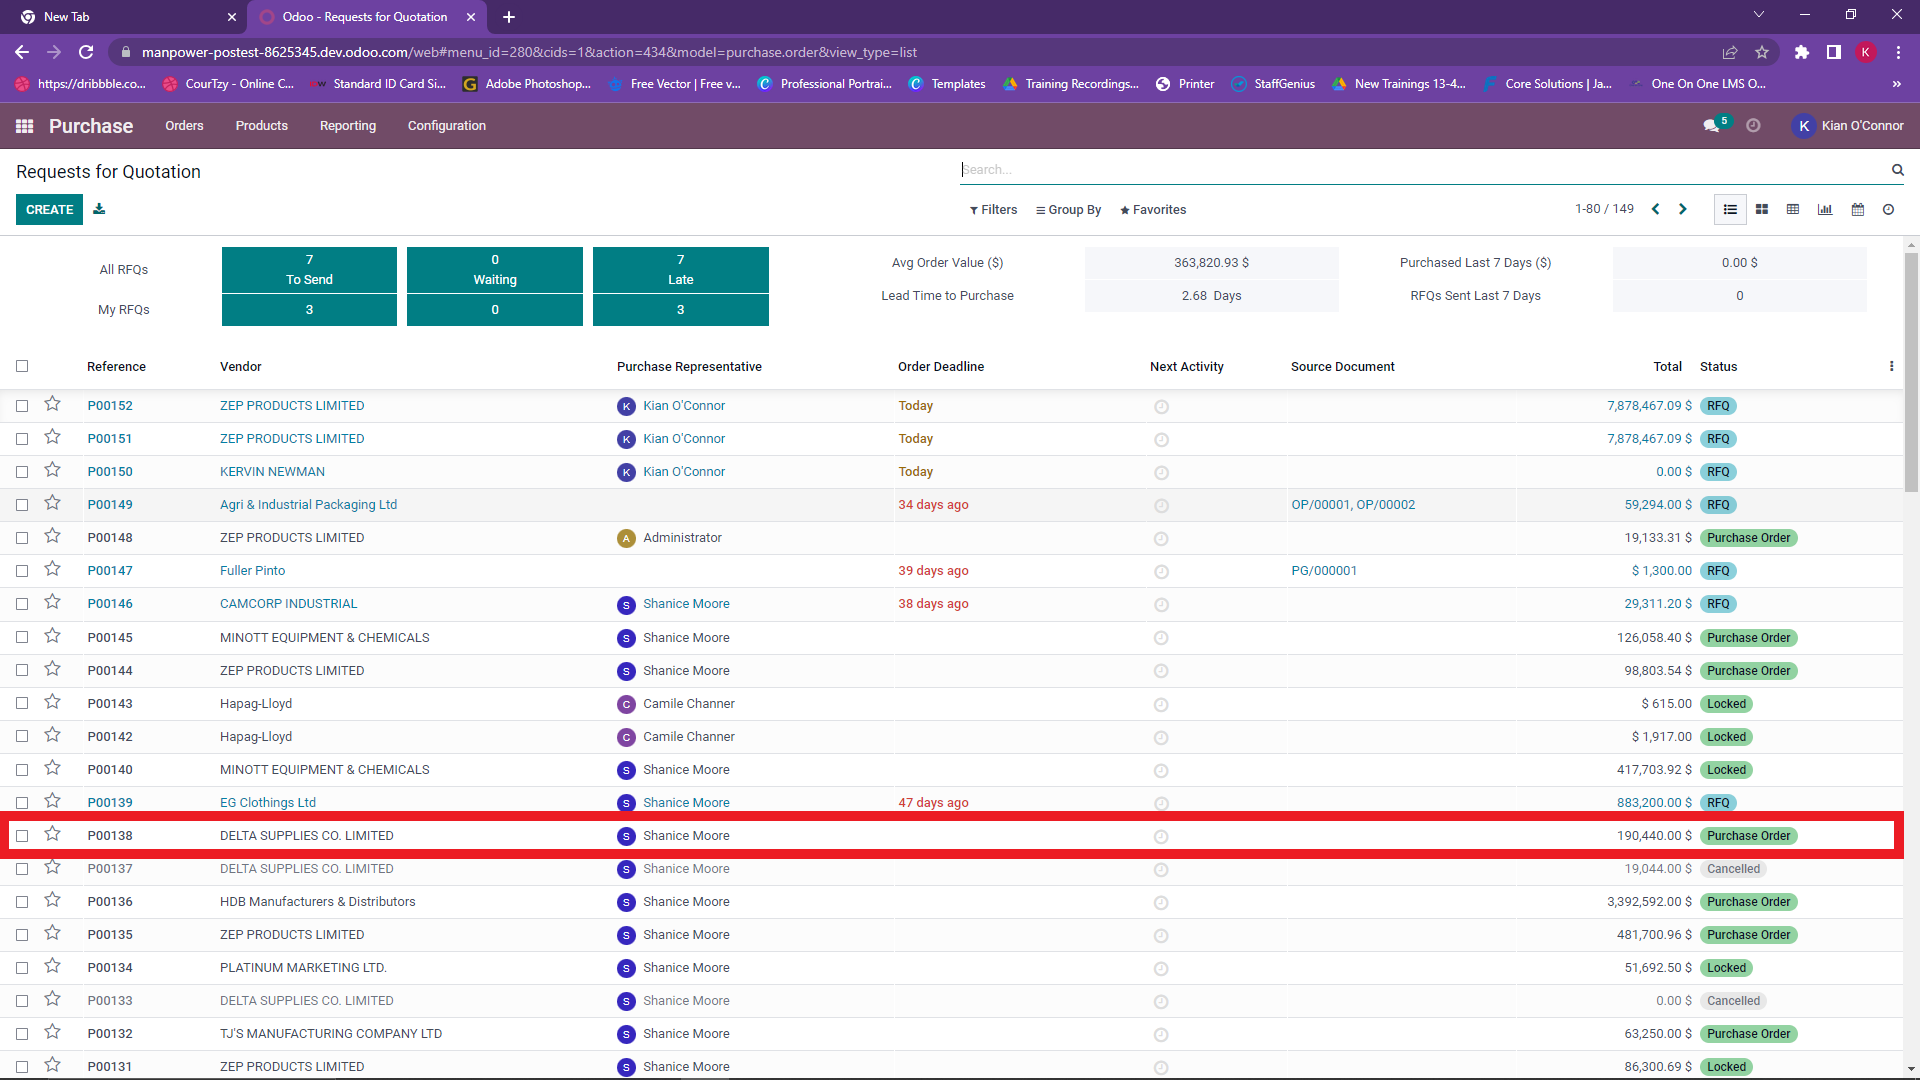 New Tab
Odoo - Requests for Quotation
manpower-postest-8625345.dev.odoo.com/web#menu_id=280&cids=1&action=434&model=purchase.order&view_type=list
K
https://dribbble.co... CourTzy - Online C... Standard ID Card Si... Adobe Photoshop... Free Vector | Free v... Professional Portrai... Templates Training Recordings... Printer StaffGenius New Trainings 13-4... Core Solutions | Ja... One On One LMS O... »
Purchase Orders Products Reporting Configuration 5 K Kian O'Connor
Requests for Quotation
Search...
CREATE
Filters Group By Favorites 1-80 / 149
All RFQs 7 To Send 0 Waiting 7 Late
My RFQs 3 0 3
Avg Order Value ($) 363,820.93 $ Purchased Last 7 Days ($) 0.00 $
Lead Time to Purchase 2.68 Days RFQs Sent Last 7 Days 0
Reference Vendor Purchase Representative Order Deadline Next Activity Source Document Total Status
P00152 ZEP PRODUCTS LIMITED K Kian O'Connor Today 7,878,467.09 $ RFQ
P00151 ZEP PRODUCTS LIMITED K Kian O'Connor Today 7,878,467.09 $ RFQ
P00150 KERVIN NEWMAN K Kian O'Connor Today 0.00 $ RFQ
P00149 Agri & Industrial Packaging Ltd 34 days ago OP/00001, OP/00002 59,294.00 $ RFQ
P00148 ZEP PRODUCTS LIMITED A Administrator 19,133.31 $ Purchase Order
P00147 Fuller Pinto 39 days ago PG/000001 $ 1,300.00 RFQ
P00146 CAMCORP INDUSTRIAL S Shanice Moore 38 days ago 29,311.20 $ RFQ
P00145 MINOTT EQUIPMENT & CHEMICALS S Shanice Moore 126,058.40 $ Purchase Order
P00144 ZEP PRODUCTS LIMITED S Shanice Moore 98,803.54 $ Purchase Order
P00143 Hapag-Lloyd C Camile Channer $ 615.00 Locked
P00142 Hapag-Lloyd C Camile Channer $ 1,917.00 Locked
P00140 MINOTT EQUIPMENT & CHEMICALS S Shanice Moore 417,703.92 $ Locked
P00139 EG Clothings Ltd S Shanice Moore 47 days ago 883,200.00 $ RFQ
P00138 DELTA SUPPLIES CO. LIMITED S Shanice Moore 190,440.00 $ Purchase Order
P00137 DELTA SUPPLIES CO. LIMITED S Shanice Moore 19,044.00 $ Cancelled
P00136 HDB Manufacturers & Distributors S Shanice Moore 3,392,592.00 $ Purchase Order
P00135 ZEP PRODUCTS LIMITED S Shanice Moore 481,700.96 $ Purchase Order
P00134 PLATINUM MARKETING LTD. S Shanice Moore 51,692.50 $ Locked
P00133 DELTA SUPPLIES CO. LIMITED S Shanice Moore 0.00 $ Cancelled
P00132 TJ'S MANUFACTURING COMPANY LTD S Shanice Moore 63,250.00 $ Purchase Order
P00131 ZEP PRODUCTS LIMITED S Shanice Moore 86,300.69 $ Locked